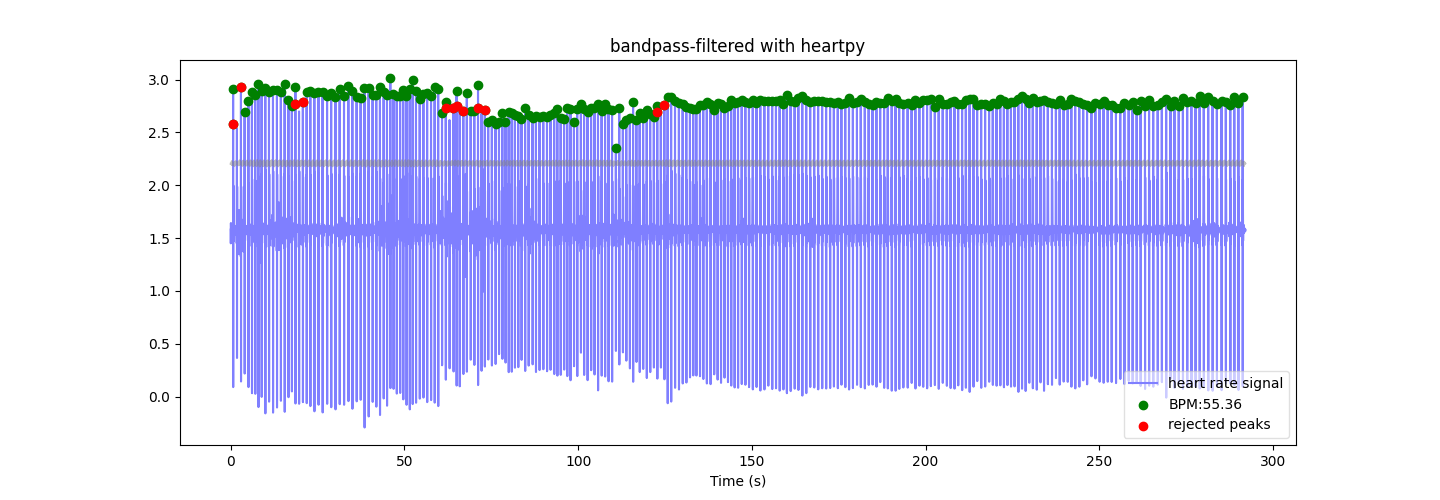 bandpass-filtered with heartpy
3.0
2.5
2.0
1.5
1.0
0.5
0.0
heart rate signal
BPM:55.36
rejected peaks
0 50 100 150 200 250 300
Time (s)